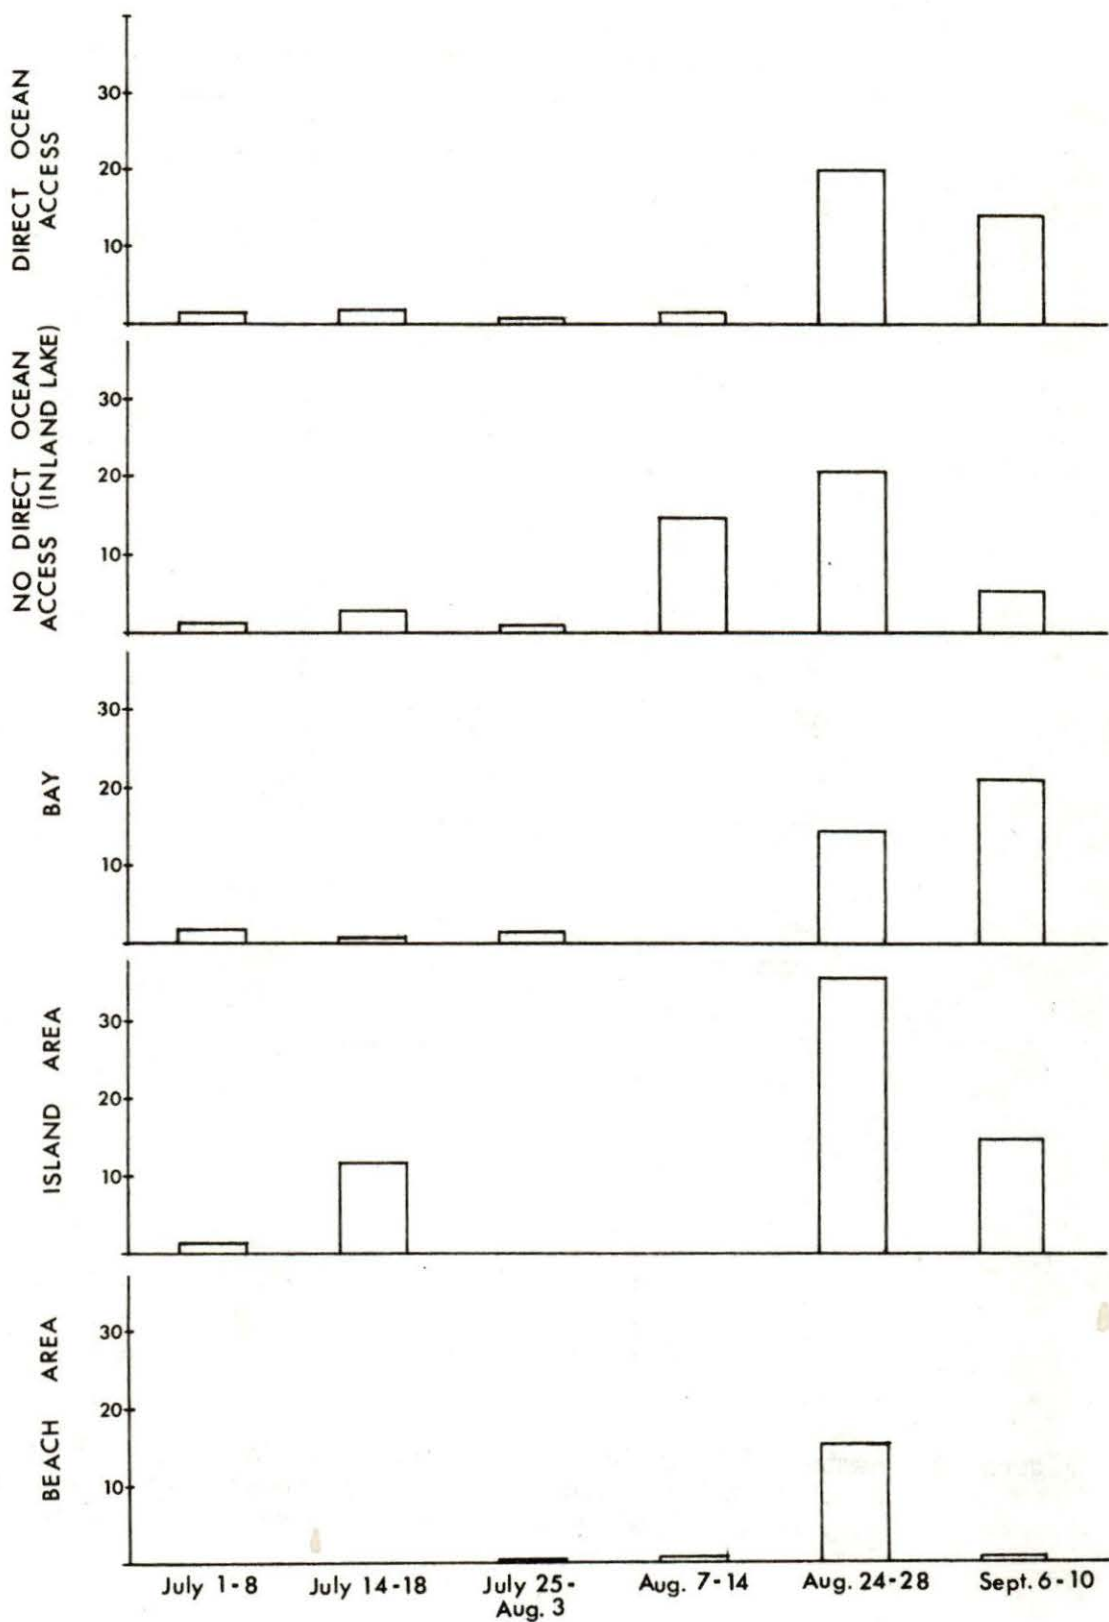 DIRECT OCEAN
ACCESS
30
20
10
NO DIRECT OCEAN
ACCESS (INLAND LAKE)
30
20
10
BAY
30
20
10
ISLAND AREA
30
20
10
BEACH AREA
30
20
10
July 1-8 July 14-18 July 25- Aug. 7-14 Aug. 24-28 Sept. 6-10
Aug. 3